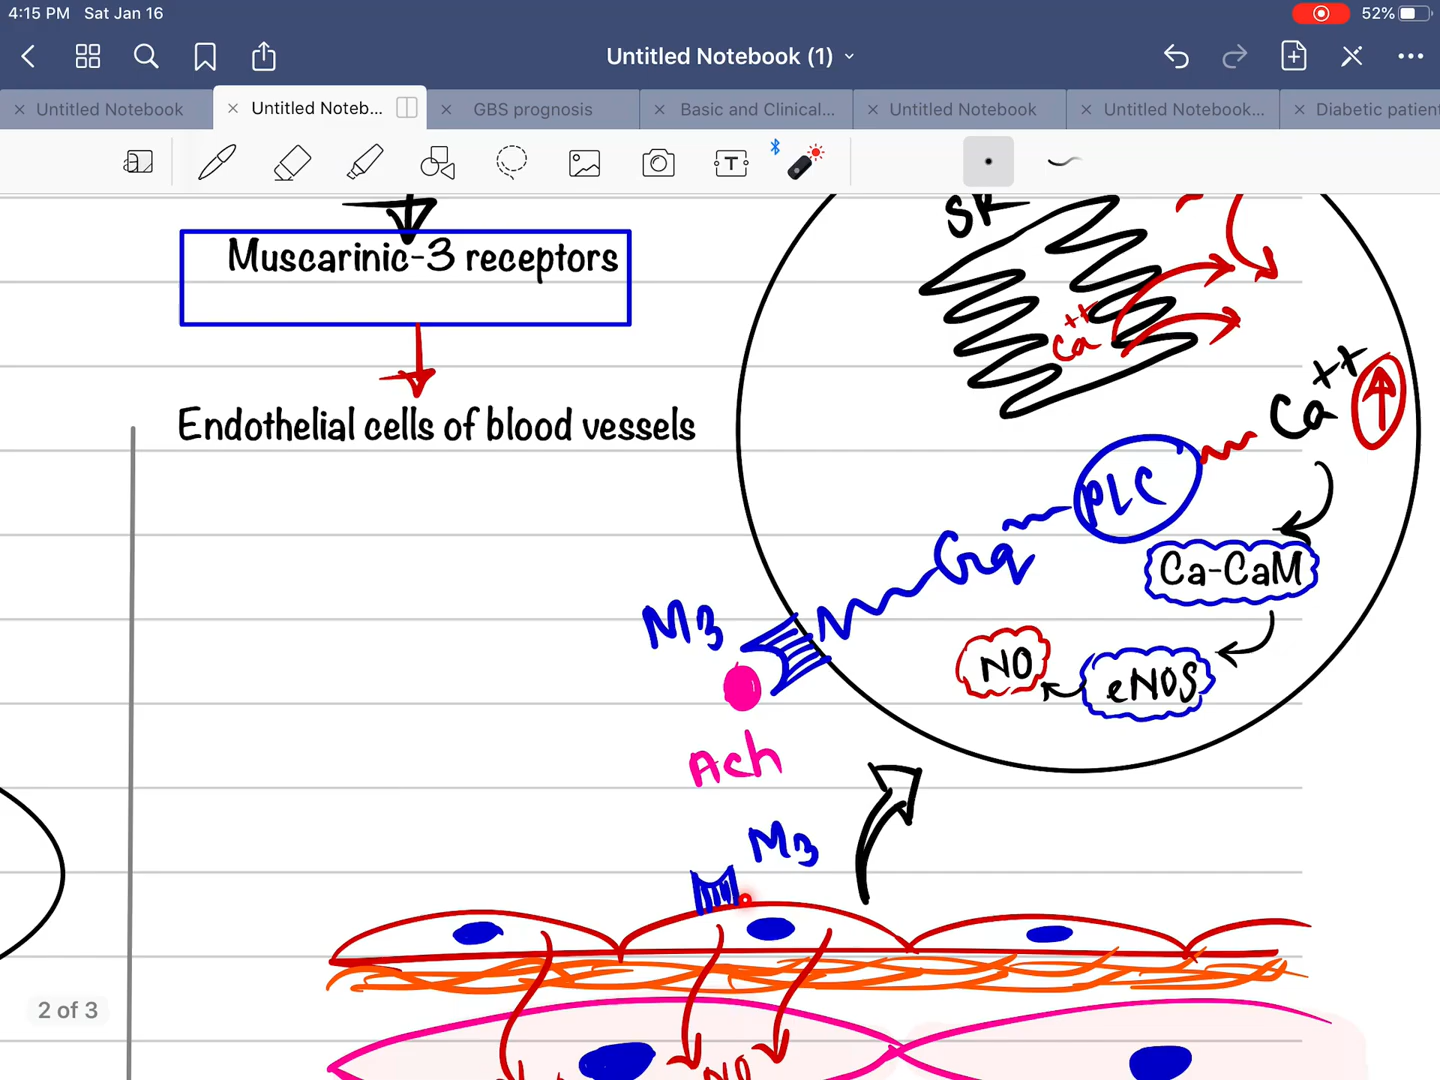 4:15 PM Sat Jan 16
52%
Untitled Notebook (1)
Untitled Notebook
Untitled Noteb...
GBS prognosis
Basic and Clinical...
Untitled Notebook
Untitled Notebook...
Diabetic patient
T
SR
Muscarinic-3 receptors
Ca++
Ca++
Endothelial cells of blood vessels
PLC
Gq
Ca-CaM
M3
NO
eNOS
Ach
M3
2 of 3
NO